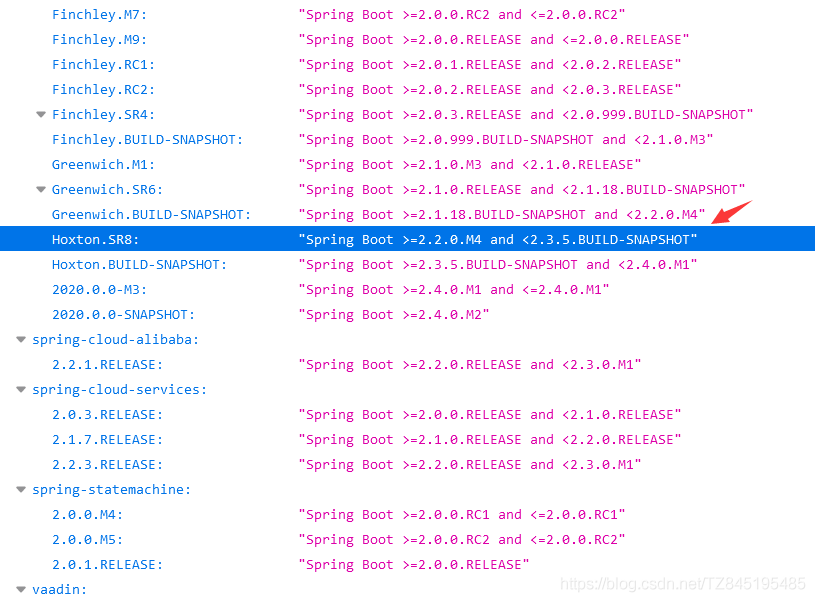 Finchley.M7: "Spring Boot >=2.0.0.RC2 and <=2.0.0.RC2"
Finchley.M9: "Spring Boot >=2.0.0.RELEASE and <=2.0.0.RELEASE"
Finchley.RC1: "Spring Boot >=2.0.1.RELEASE and <2.0.2.RELEASE"
Finchley.RC2: "Spring Boot >=2.0.2.RELEASE and <2.0.3.RELEASE"
Finchley.SR4: "Spring Boot >=2.0.3.RELEASE and <2.0.999.BUILD-SNAPSHOT"
Finchley.BUILD-SNAPSHOT: "Spring Boot >=2.0.999.BUILD-SNAPSHOT and <2.1.0.M3"
Greenwich.M1: "Spring Boot >=2.1.0.M3 and <2.1.0.RELEASE"
Greenwich.SR6: "Spring Boot >=2.1.0.RELEASE and <2.1.18.BUILD-SNAPSHOT"
Greenwich.BUILD-SNAPSHOT: "Spring Boot >=2.1.18.BUILD-SNAPSHOT and <2.2.0.M4"
Hoxton.SR8: "Spring Boot >=2.2.0.M4 and <2.3.5.BUILD-SNAPSHOT"
Hoxton.BUILD-SNAPSHOT: "Spring Boot >=2.3.5.BUILD-SNAPSHOT and <2.4.0.M1"
2020.0.0-M3: "Spring Boot >=2.4.0.M1 and <=2.4.0.M1"
2020.0.0-SNAPSHOT: "Spring Boot >=2.4.0.M2"
spring-cloud-alibaba:
2.2.1.RELEASE: "Spring Boot >=2.2.0.RELEASE and <2.3.0.M1"
spring-cloud-services:
2.0.3.RELEASE: "Spring Boot >=2.0.0.RELEASE and <2.1.0.RELEASE"
2.1.7.RELEASE: "Spring Boot >=2.1.0.RELEASE and <2.2.0.RELEASE"
2.2.3.RELEASE: "Spring Boot >=2.2.0.RELEASE and <2.3.0.M1"
spring-statemachine:
2.0.0.M4: "Spring Boot >=2.0.0.RC1 and <=2.0.0.RC1"
2.0.0.M5: "Spring Boot >=2.0.0.RC2 and <=2.0.0.RC2"
2.0.1.RELEASE: "Spring Boot >=2.0.0.RELEASE"
vaadin:
https://blog.csdn.net/TZ845195485